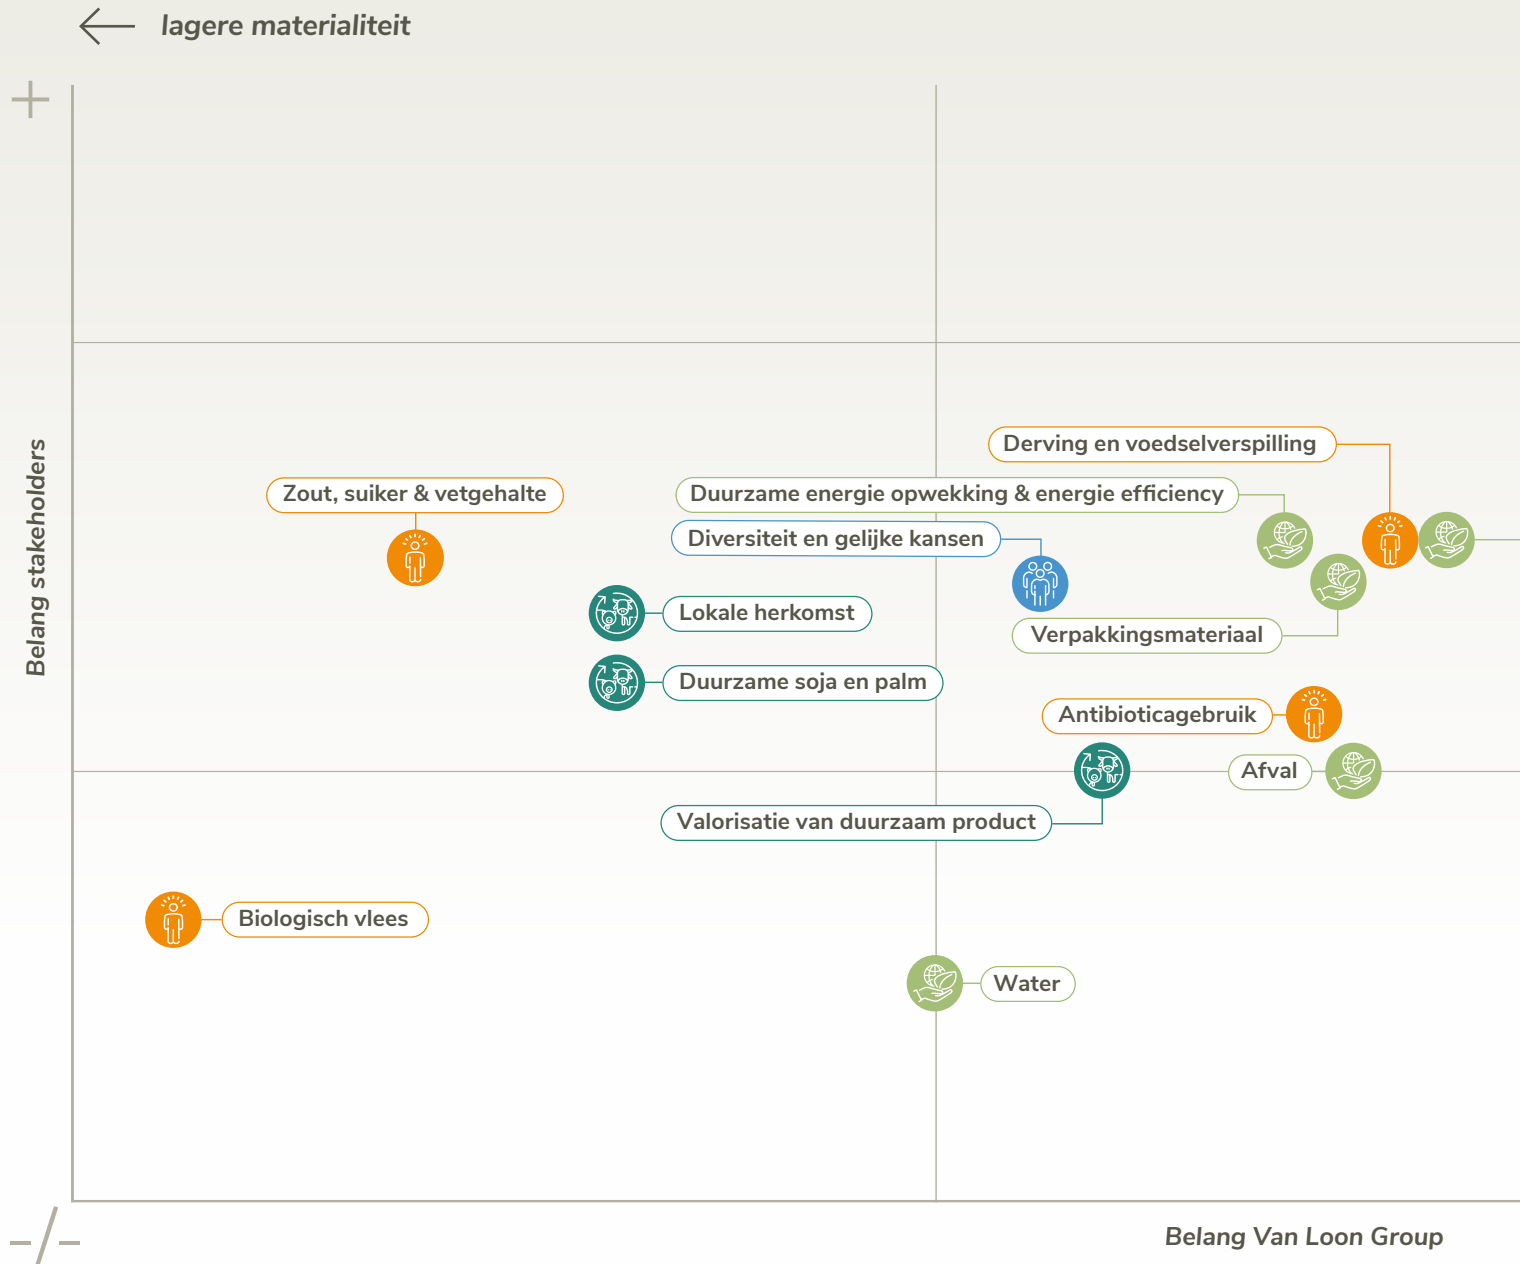 lagere materialiteit
Belang stakeholders
Derving en voedselverspilling
Zout, suiker & vetgehalte
Duurzame energie opwekking & energie efficiency
Diversiteit en gelijke kansen
Lokale herkomst
Verpakkingsmateriaal
Duurzame soja en palm
Antibioticagebruik
Afval
Valorisatie van duurzaam product
Biologisch vlees
Water
Belang Van Loon Group